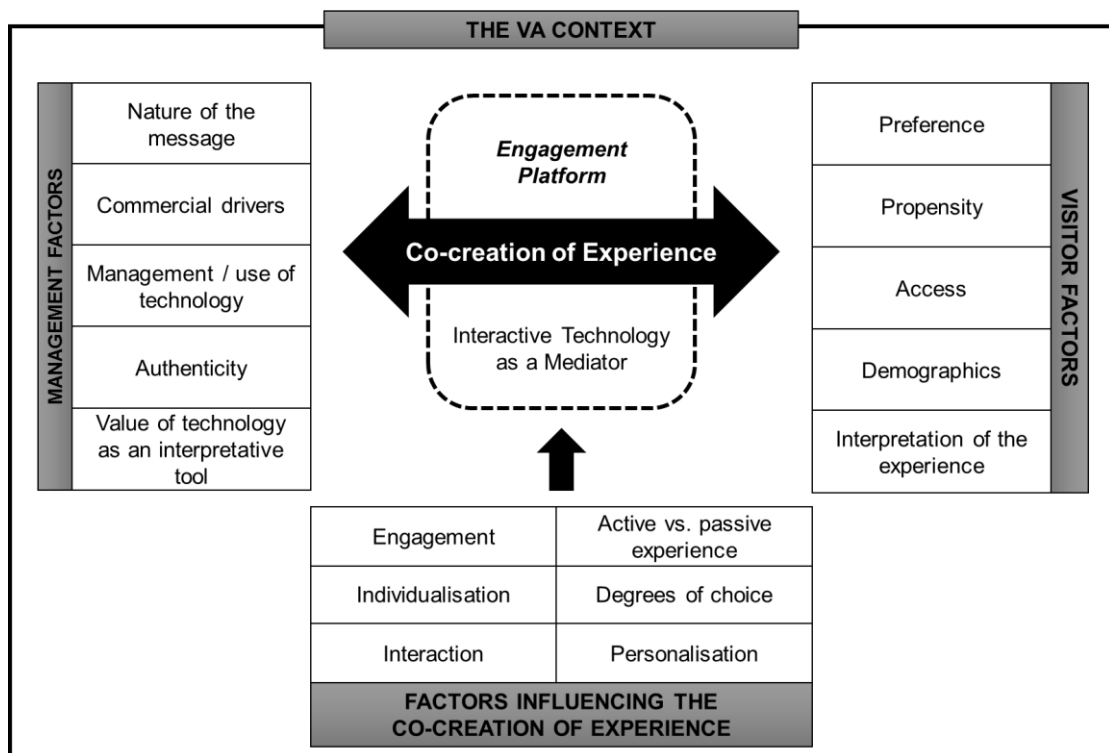 THE VA CONTEXT
MANAGEMENT FACTORS
Nature of the
message
Commercial drivers
Management / use of
technology
Authenticity
Value of technology
as an interpretative
tool
Engagement
Platform
Co-creation of Experience
Interactive Technology
as a Mediator
Preference
Propensity
Access
Demographics
Interpretation of the
experience
VISITOR FACTORS
Engagement
Active vs. passive
experience
Individualisation
Degrees of choice
Interaction
Personalisation
FACTORS INFLUENCING THE
CO-CREATION OF EXPERIENCE